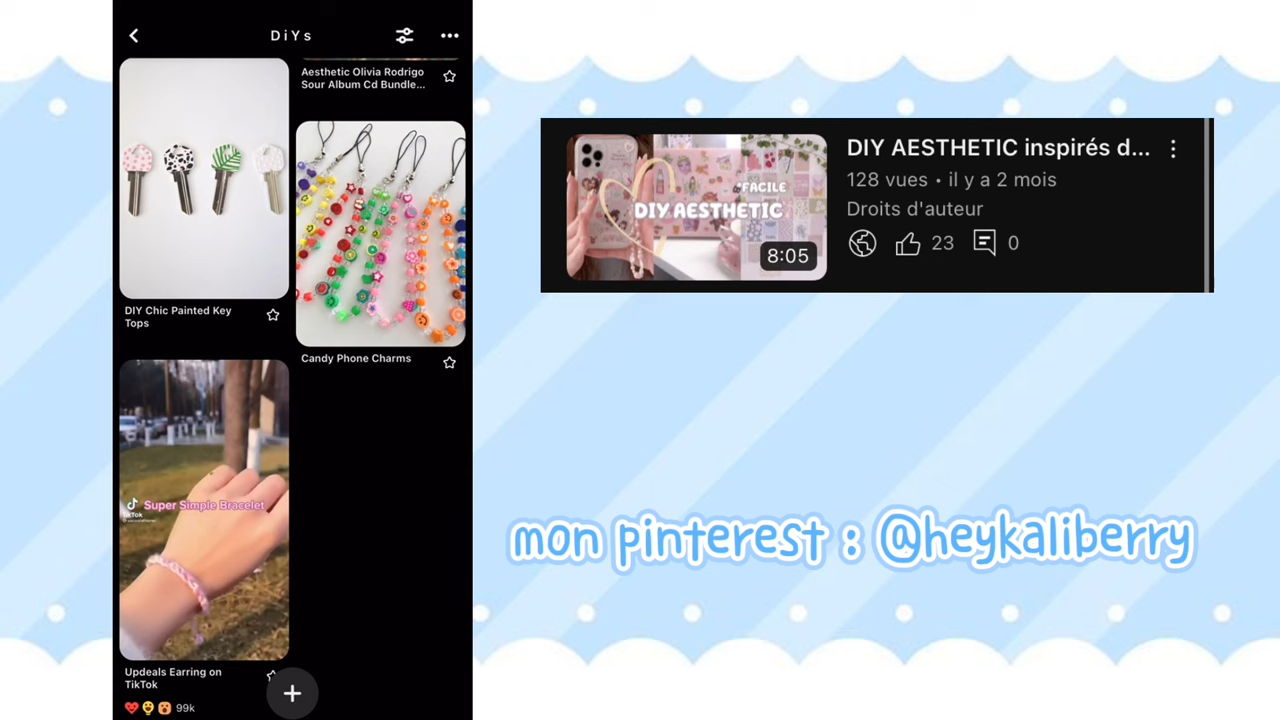 DiYs
Aesthetic Olivia Rodrigo
Sour Album Cd Bundle...
DIY Chic Painted Key
Tops
Candy Phone Charms
TikTok
Super Simple Bracelet
Updeals Earring on
TikTok
99k
*FACILE
DIY AESTHETIC
8:05
DIY AESTHETIC inspirés d...
128 vues • il y a 2 mois
Droits d'auteur
23
0
mon pinterest : @heykaliberry